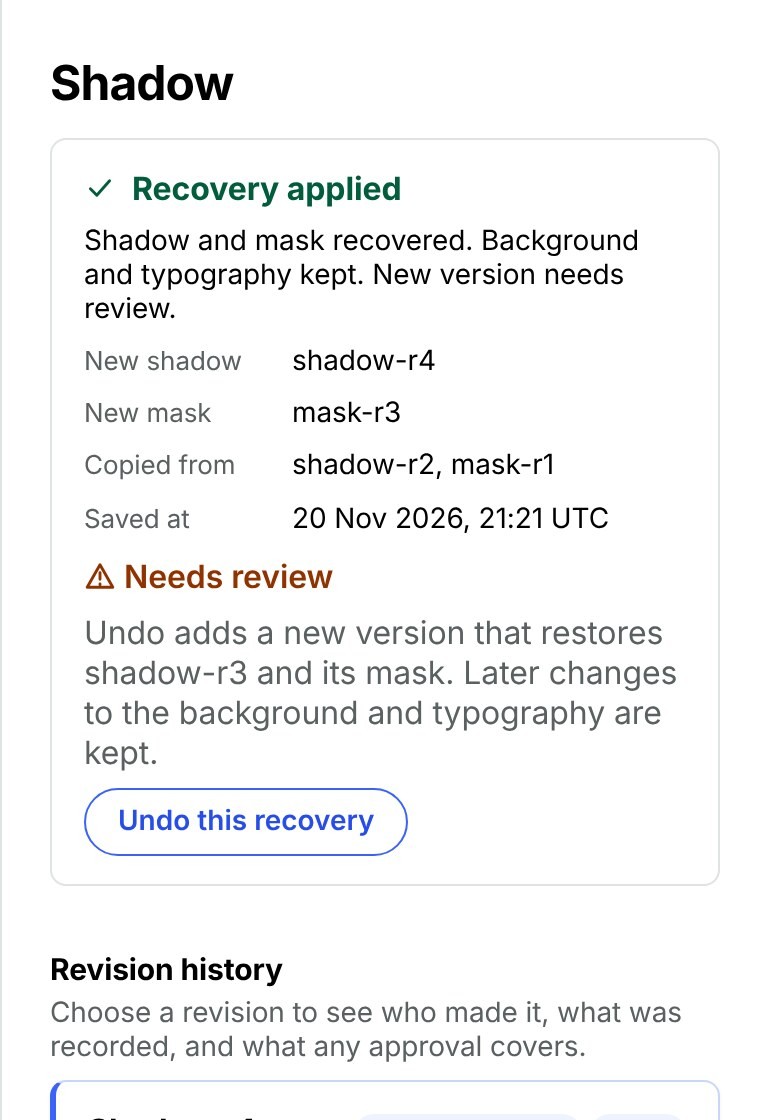 Shadow
Recovery applied
Shadow and mask recovered. Background
and typography kept. New version needs
review.
New shadow shadow-r4
New mask mask-r3
Copied from shadow-r2, mask-r1
Saved at 20 Nov 2026, 21:21 UTC
Needs review
Undo adds a new version that restores
shadow-r3 and its mask. Later changes
to the background and typography are
kept.
Undo this recovery
Revision history
Choose a revision to see who made it, what was
recorded, and what any approval covers.